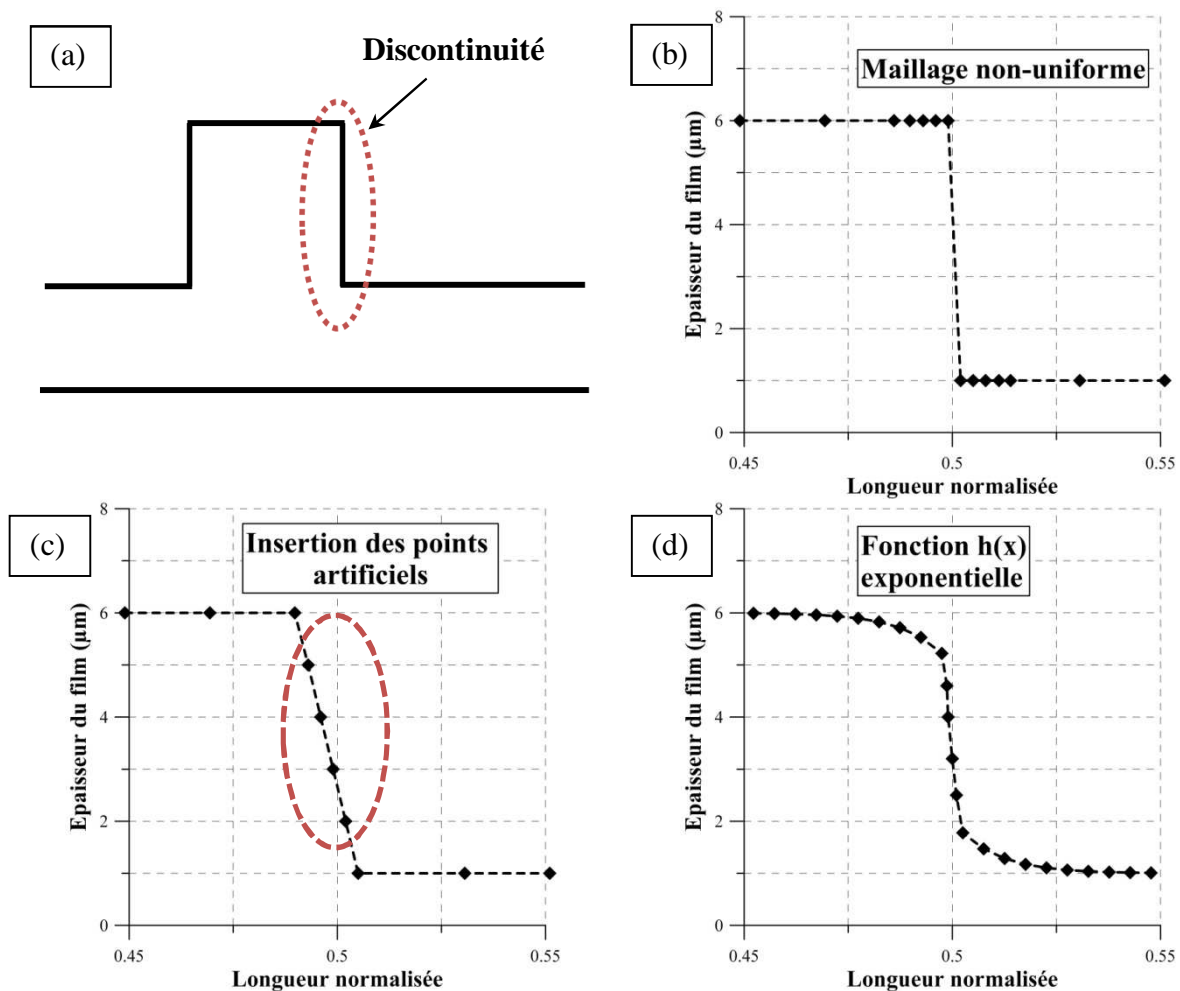 (a)
Discontinuité
(b)
Maillage non-uniforme
Epaisseur du film (µm)
8
6
4
2
0
0.45
0.5
0.55
Longueur normalisée
(c)
Insertion des points
artificiels
Epaisseur du film (µm)
8
6
4
2
0
0.45
0.5
0.55
Longueur normalisée
(d)
Fonction h(x)
exponentielle
Epaisseur du film (µm)
8
6
4
2
0
0.45
0.5
0.55
Longueur normalisée